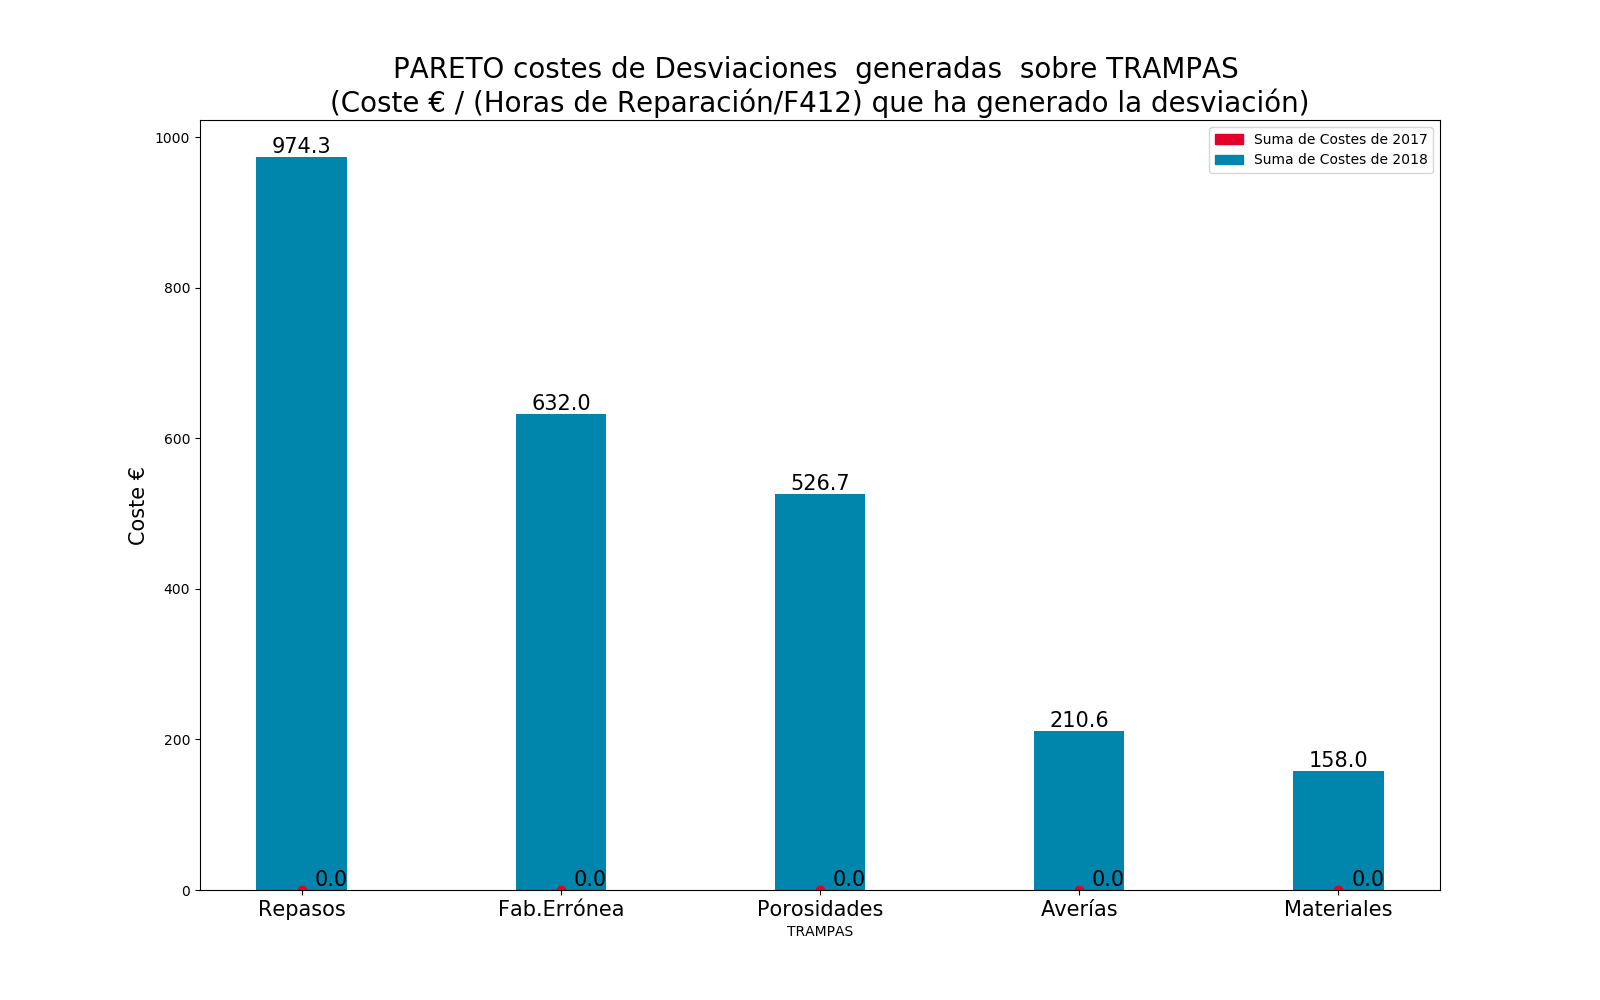 PARETO costes de Desviaciones  generadas  sobre TRAMPAS
(Coste € / (Horas de Reparación/F412) que ha generado la desviación)
Suma de Costes de 2017
Suma de Costes de 2018
Coste €
1000
800
600
400
200
0
974.3
632.0
526.7
210.6
158.0
0.0
0.0
0.0
0.0
0.0
Repasos
Fab.Errónea
Porosidades
Averías
Materiales
TRAMPAS